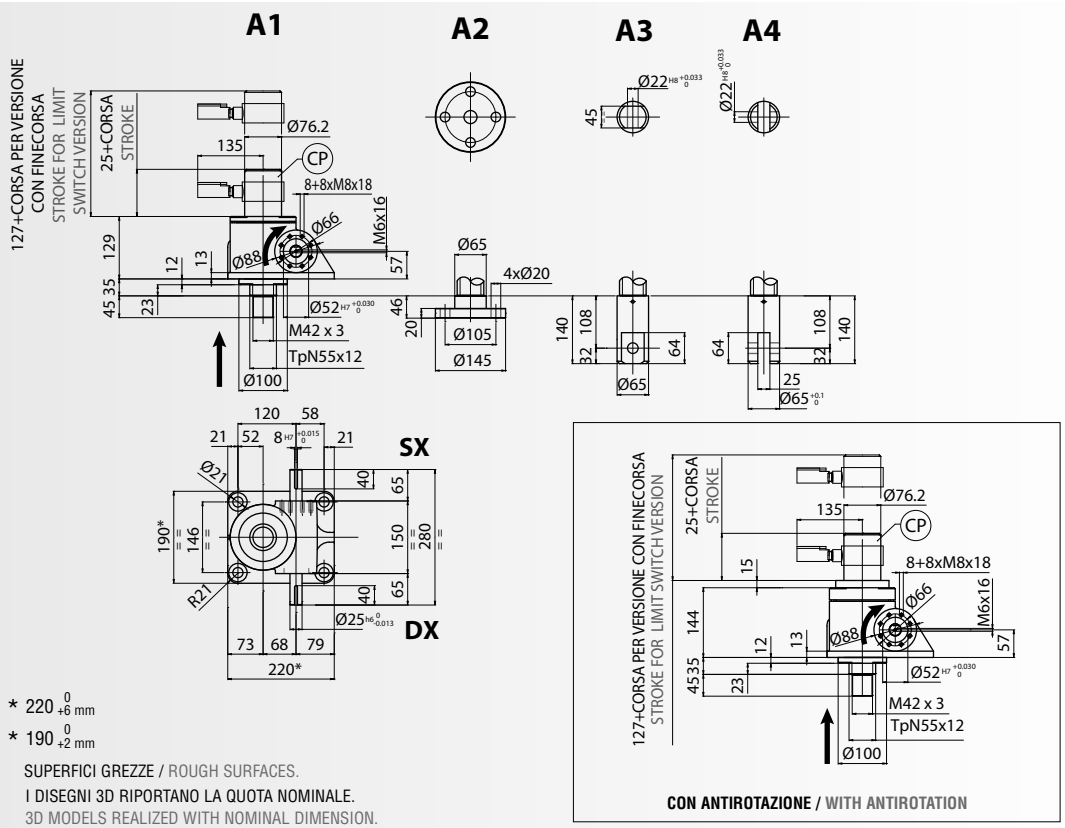 A1
A2
A3
A4
127+CORSA PER VERSIONE
CON FINECORSA
STROKE FOR LIMIT
SWITCH VERSION
25+CORSA
STROKE
Ø76.2
135
CP
8+8xM8x18
Ø66
M6x16
Ø88
129
12
13
57
35
23
45
Ø52 H7 +0.030 0
M42 x 3
TpN55x12
Ø100
Ø65
4xØ20
46
20
Ø105
Ø145
Ø22 H8 +0.033 0
45
140
108
32
64
Ø65
Ø22 H8 +0.033 0
64
108
140
32
25
Ø65 +0.1 0
120
58
21
52
8 H7 +0.015 0
21
SX
Ø21
40
65
190*
= =
146
= =
150
= =
280
= =
R21
40
65
Ø25 h6 0 -0.013
DX
73
68
79
220*
127+CORSA PER VERSIONE CON FINECORSA
STROKE FOR LIMIT SWITCH VERSION
25+CORSA
STROKE
Ø76.2
135
CP
15
8+8xM8x18
Ø66
M6x16
Ø88
144
12
13
57
35
23
45
Ø52 H7 +0.030 0
M42 x 3
TpN55x12
Ø100
CON ANTIROTAZIONE / WITH ANTIROTATION
* 220 0 +6 mm
* 190 0 +2 mm
SUPERFICI GREZZE / ROUGH SURFACES.
I DISEGNI 3D RIPORTANO LA QUOTA NOMINALE.
3D MODELS REALIZED WITH NOMINAL DIMENSION.